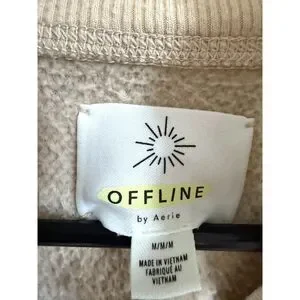 OFFLINE
by Aerie
M/M/M
MADE IN VIETNAM
FABRIQUÉ AU
VIETNAM